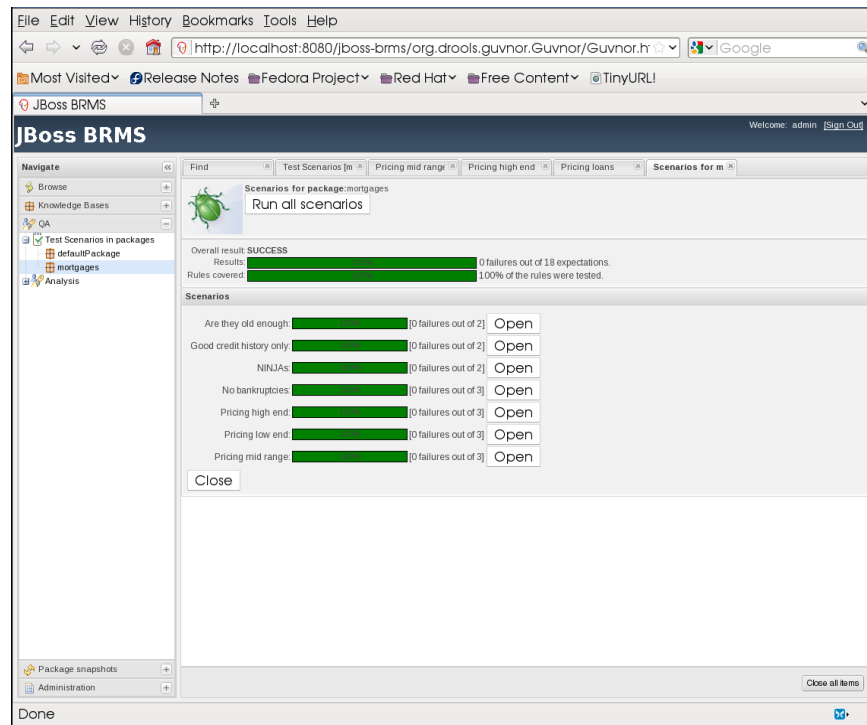 File Edit View History Bookmarks Tools Help
http://localhost:8080/jboss-brms/org.drools.guvnor.Guvnor/Guvnor.h
Google
Most Visited Release Notes Fedora Project Red Hat Free Content TinyURL!
JBoss BRMS
JBoss BRMS
Welcome: admin [Sign Out]
Navigate
Find
Test Scenarios [m
Pricing mid range
Pricing high end
Pricing loans
Scenarios for m
Browse
Knowledge Bases
QA
Test Scenarios in packages
defaultPackage
mortgages
Analysis
Scenarios for package:mortgages
Run all scenarios
Overall result: SUCCESS
Results: 0 failures out of 18 expectations.
Rules covered: 100% of the rules were tested.
Scenarios
Are they old enough: [0 failures out of 2] Open
Good credit history only: [0 failures out of 2] Open
NINJAs: [0 failures out of 2] Open
No bankruptcies: [0 failures out of 3] Open
Pricing high end: [0 failures out of 3] Open
Pricing low end: [0 failures out of 3] Open
Pricing mid range: [0 failures out of 3] Open
Close
Package snapshots
Administration
Close all items
Done